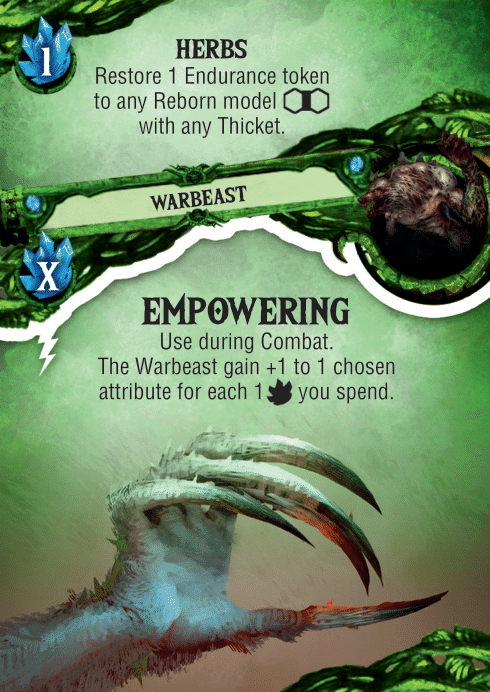 1
HERBS
Restore 1 Endurance token
to any Reborn model
with any Thicket.
WARBEAST
X
EMPOWERING
Use during Combat.
The Warbeast gain +1 to 1 chosen
attribute for each 1 you spend.